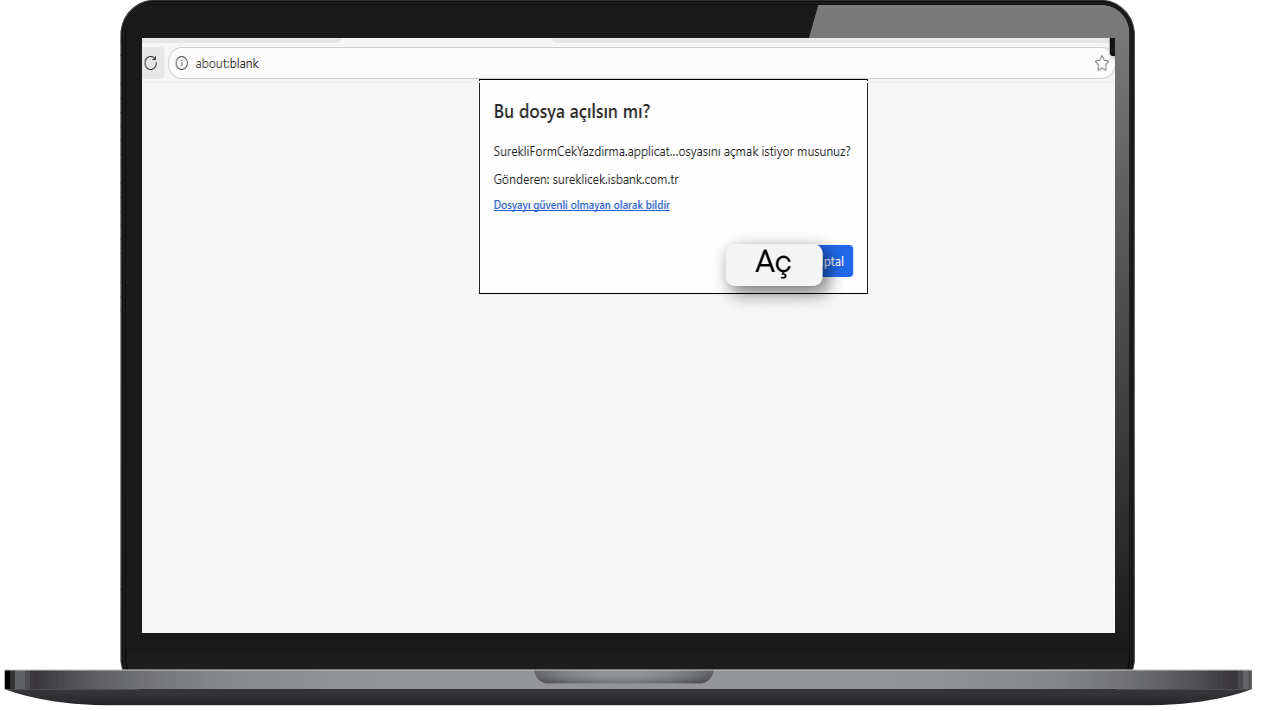 about:blank
Bu dosya açılsın mı?
SurekliFormCekYazdirma.applicat...osyasını açmak istiyor musunuz?
Gönderen: sureklicek.isbank.com.tr
Dosyayı güvenli olmayan olarak bildir
Aç ptal